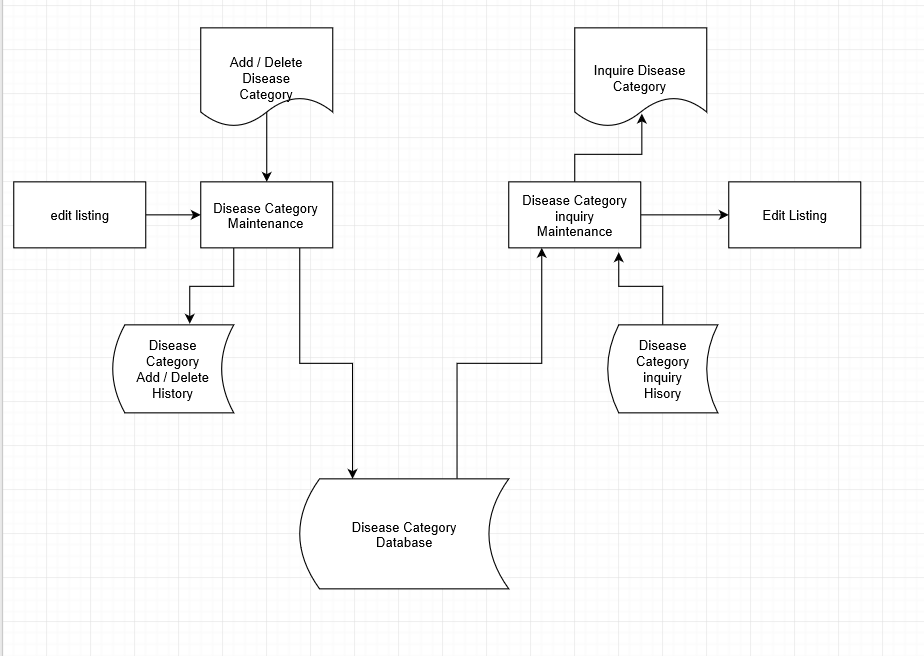 Add / Delete
Disease
Category
Inquire Disease
Category
edit listing
Disease Category
Maintenance
Disease Category
inquiry
Maintenance
Edit Listing
Disease
Category
Add / Delete
History
Disease
Category
inquiry
Hisory
Disease Category
Database